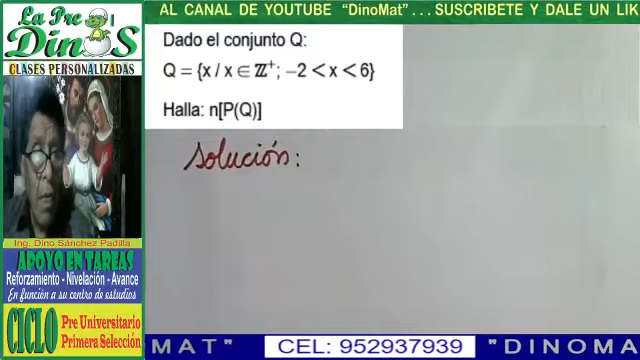 AL CANAL DE YOUTUBE "DinoMat"... SUSCRIBETE Y DALE UN LIK
La Pre
DinoS
CLASES PERSONALIZADAS
Dado el conjunto Q:
Q = {x / x ∈ ℤ⁺; −2 < x < 6}
Halla: n[P(Q)]
Solución:
Ing. Dino Sánchez Padilla
APOYO EN TAREAS
Reforzamiento - Nivelación - Avance
En función a su centro de estudios
CICLO Pre Universitario
Primera Selección
MAT" CEL: 952937939 "DINOMA